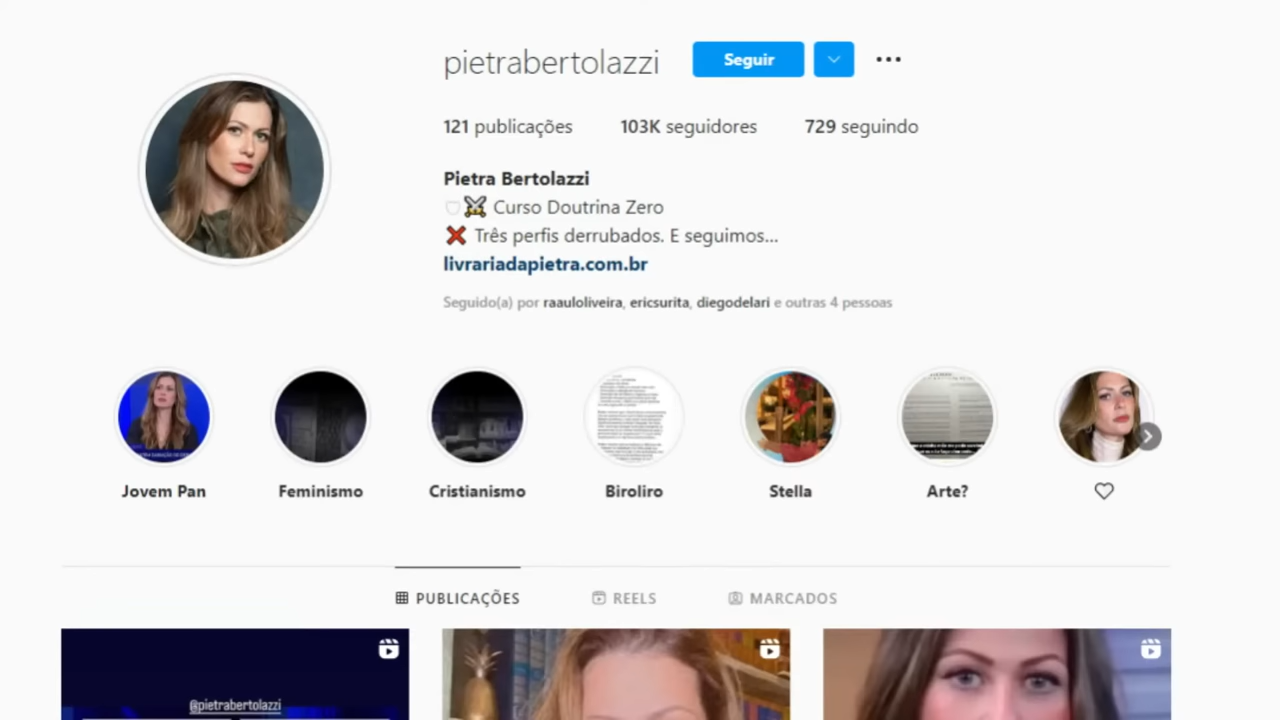 pietrabertolazzi
Seguir
121 publicações 103K seguidores 729 seguindo
Pietra Bertolazzi
Curso Doutrina Zero
Três perfis derrubados. E seguimos...
livrariadapietra.com.br
Seguido(a) por raauloliveira, ericsurita, diegodelari e outras 4 pessoas
Jovem Pan Feminismo Cristianismo Biroliro Stella Arte?
PUBLICAÇÕES REELS MARCADOS
@pietrabertolazzi